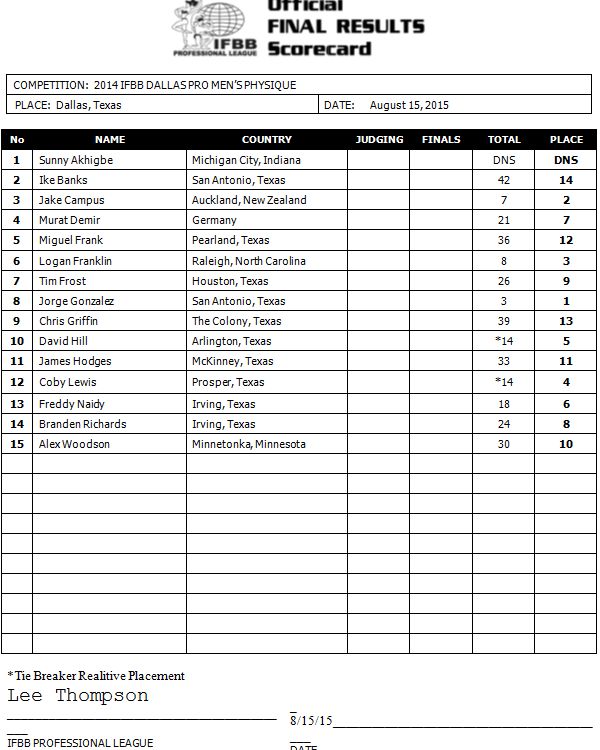 Official
FINAL RESULTS
IFBB Scorecard
PROFESSIONAL LEAGUE
COMPETITION: 2014 IFBB DALLAS PRO MEN'S PHYSIQUE
PLACE: Dallas, Texas DATE: August 15, 2015
No NAME COUNTRY JUDGING FINALS TOTAL PLACE
1 Sunny Akhigbe Michigan City, Indiana DNS DNS
2 Ike Banks San Antonio, Texas 42 14
3 Jake Campus Auckland, New Zealand 7 2
4 Murat Demir Germany 21 7
5 Miguel Frank Pearland, Texas 36 12
6 Logan Franklin Raleigh, North Carolina 8 3
7 Tim Frost Houston, Texas 26 9
8 Jorge Gonzalez San Antonio, Texas 3 1
9 Chris Griffin The Colony, Texas 39 13
10 David Hill Arlington, Texas *14 5
11 James Hodges McKinney, Texas 33 11
12 Coby Lewis Prosper, Texas *14 4
13 Freddy Naidy Irving, Texas 18 6
14 Branden Richards Irving, Texas 24 8
15 Alex Woodson Minnetonka, Minnesota 30 10
*Tie Breaker Realitive Placement
Lee Thompson
8/15/15
IFBB PROFESSIONAL LEAGUE
DATE